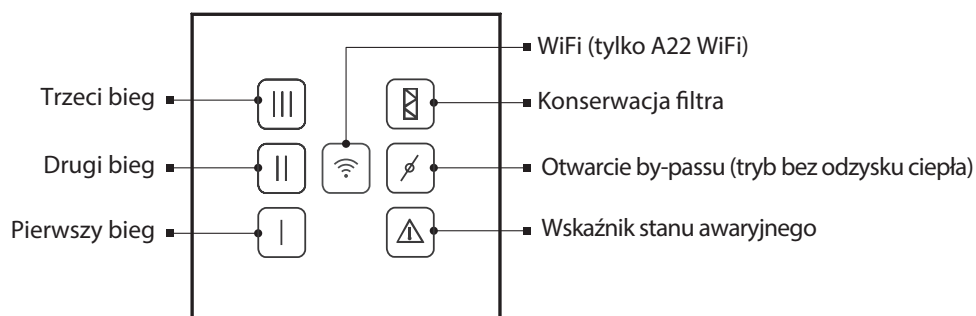 WiFi (tylko A22 WiFi)
Trzeci bieg
Konserwacja filtra
Drugi bieg
Otwarcie by-passu (tryb bez odzysku ciepła)
Pierwszy bieg
Wskaźnik stanu awaryjnego